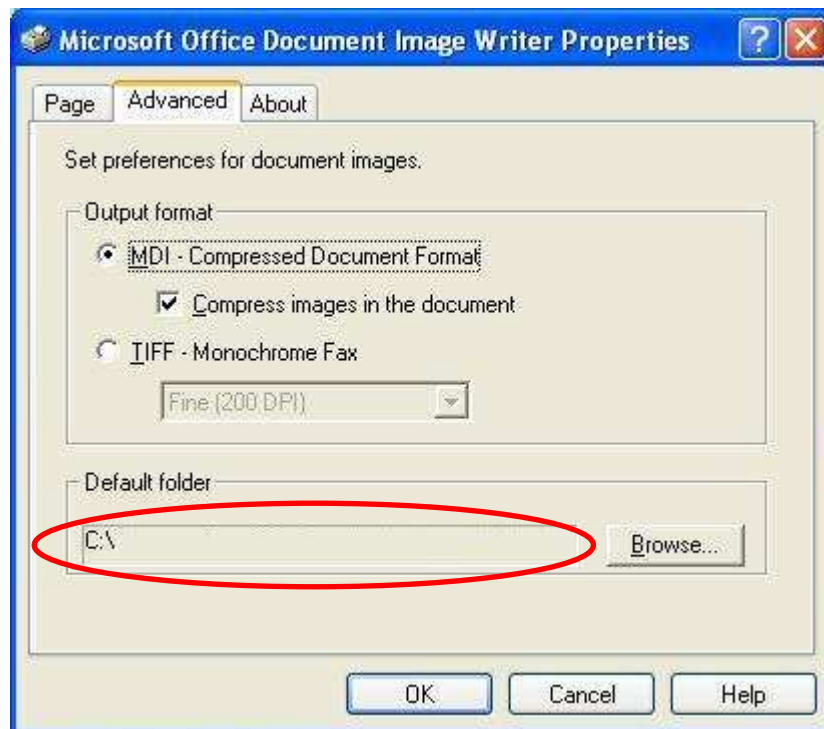 Microsoft Office Document Image Writer Properties
Page Advanced About
Set preferences for document images.
Output format
MDI - Compressed Document Format
Compress images in the document
TIFF - Monochrome Fax
Fine (200 DPI)
Default folder
C:\ Browse...
OK Cancel Help